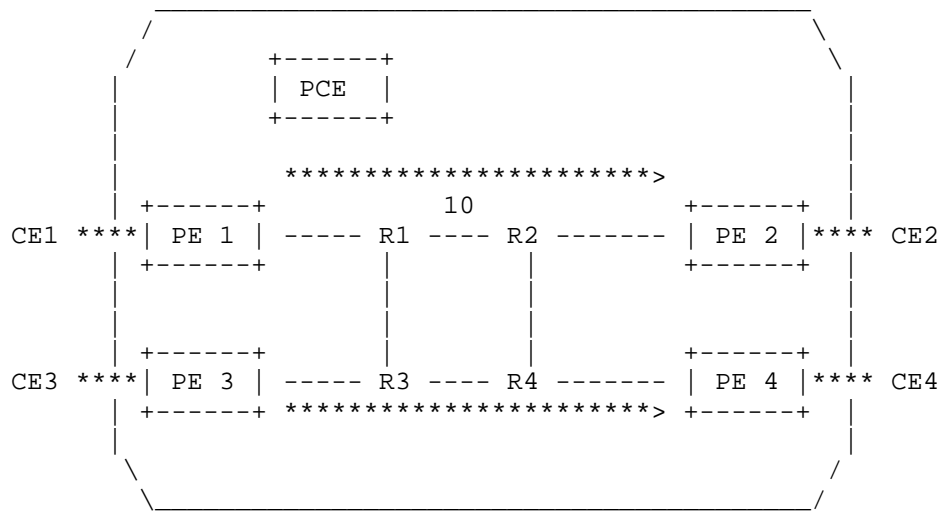 PCE
10
CE1 **** PE 1 ----- R1 ---- R2 ------- PE 2 **** CE2
CE3 **** PE 3 ----- R3 ---- R4 ------- PE 4 **** CE4